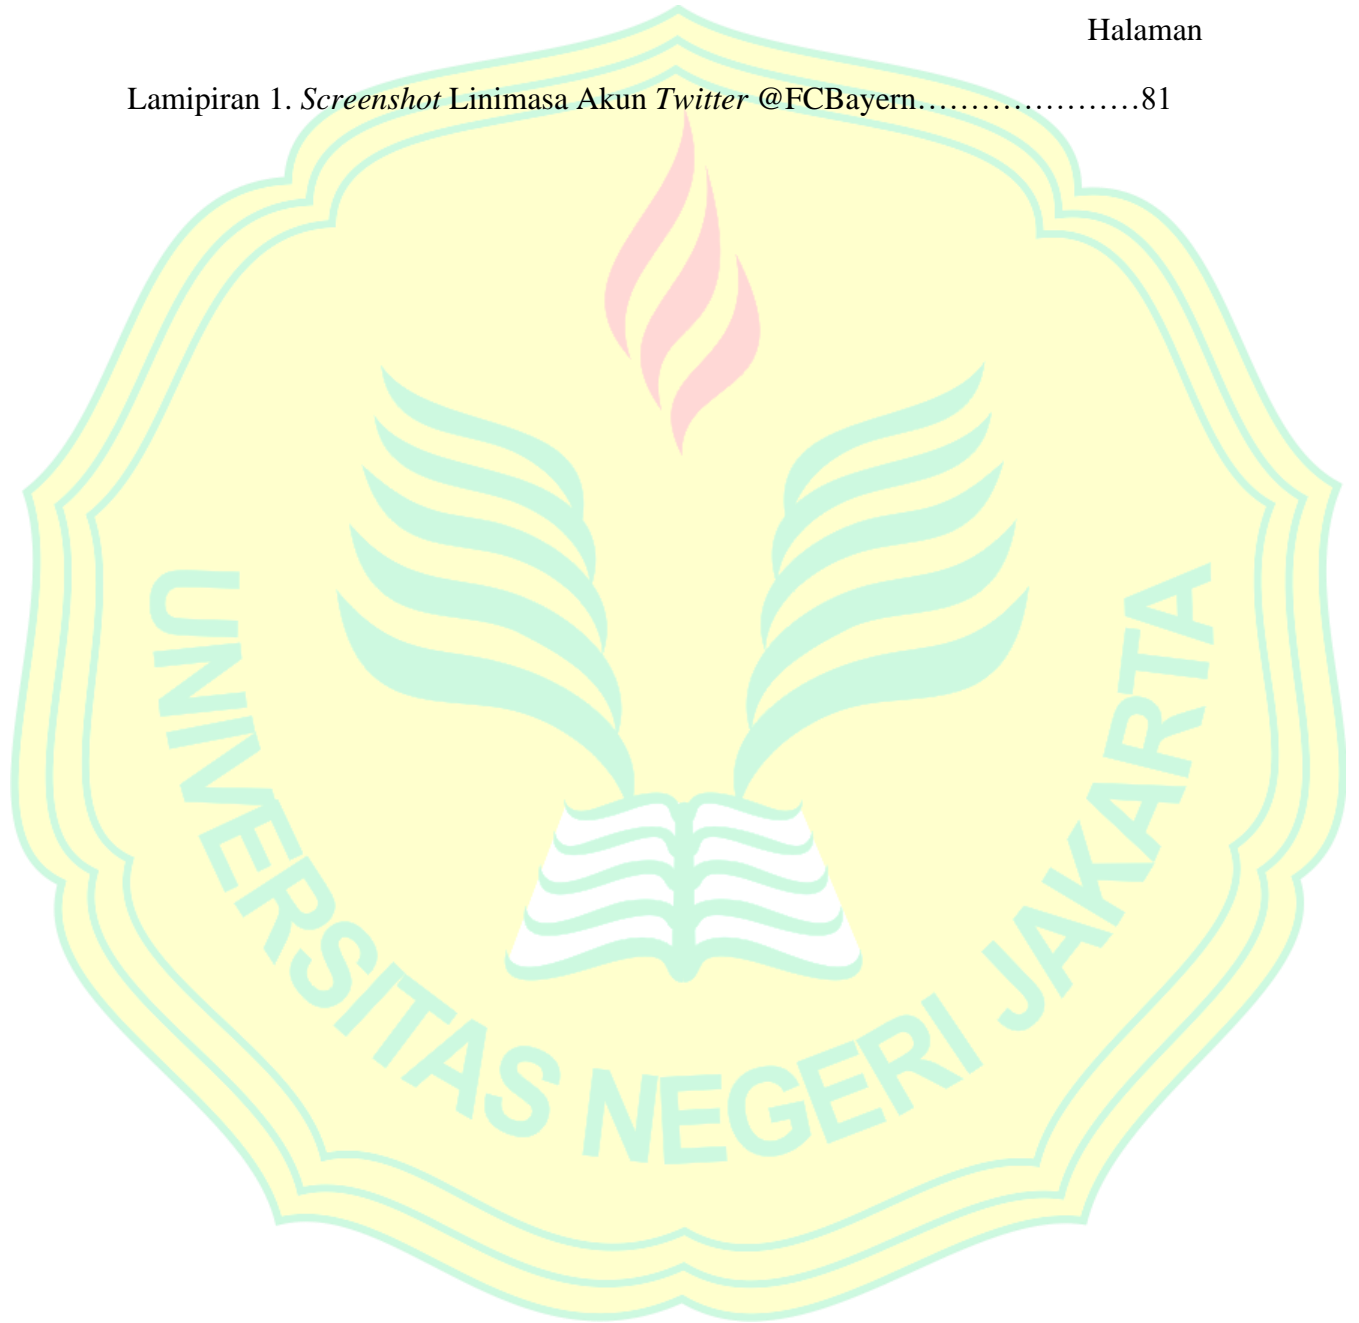 Halaman
Lamipiran 1. Screenshot Linimasa Akun Twitter @FCBayern…………………81
UNIVERSITAS NEGERI JAKARTA